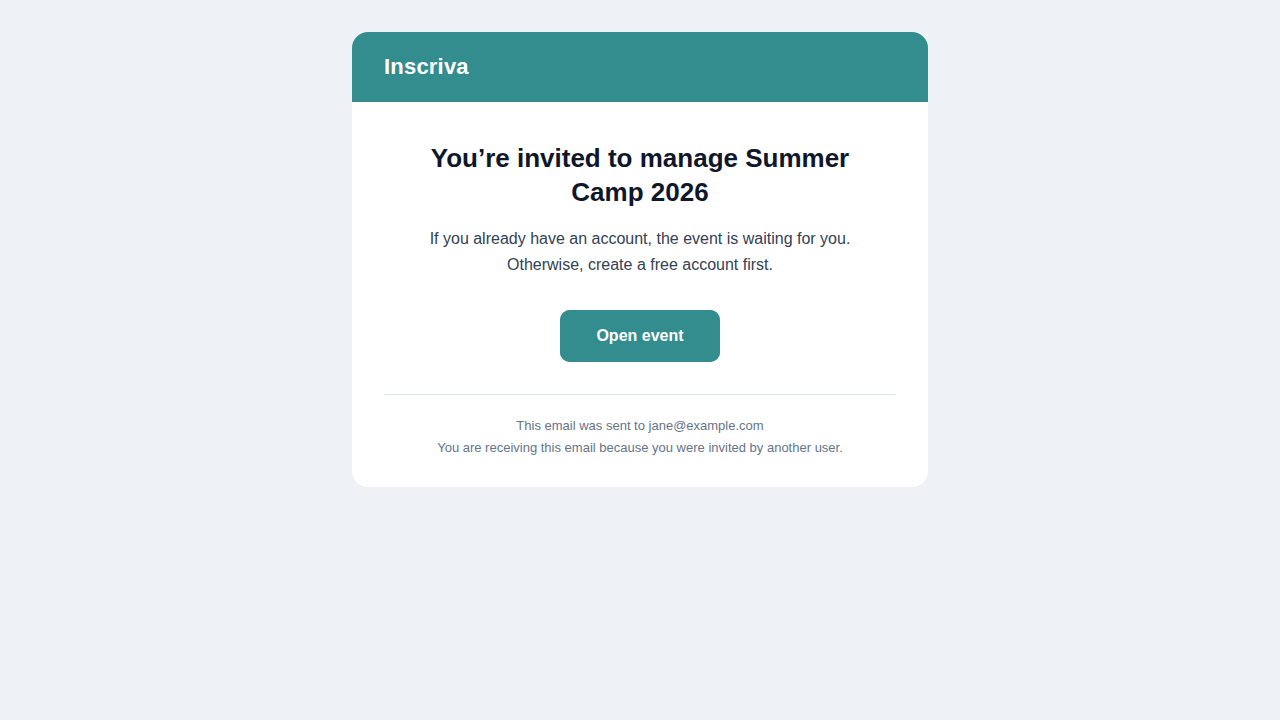 Inscriva
You’re invited to manage Summer
Camp 2026
If you already have an account, the event is waiting for you.
Otherwise, create a free account first.
Open event
This email was sent to jane@example.com
You are receiving this email because you were invited by another user.